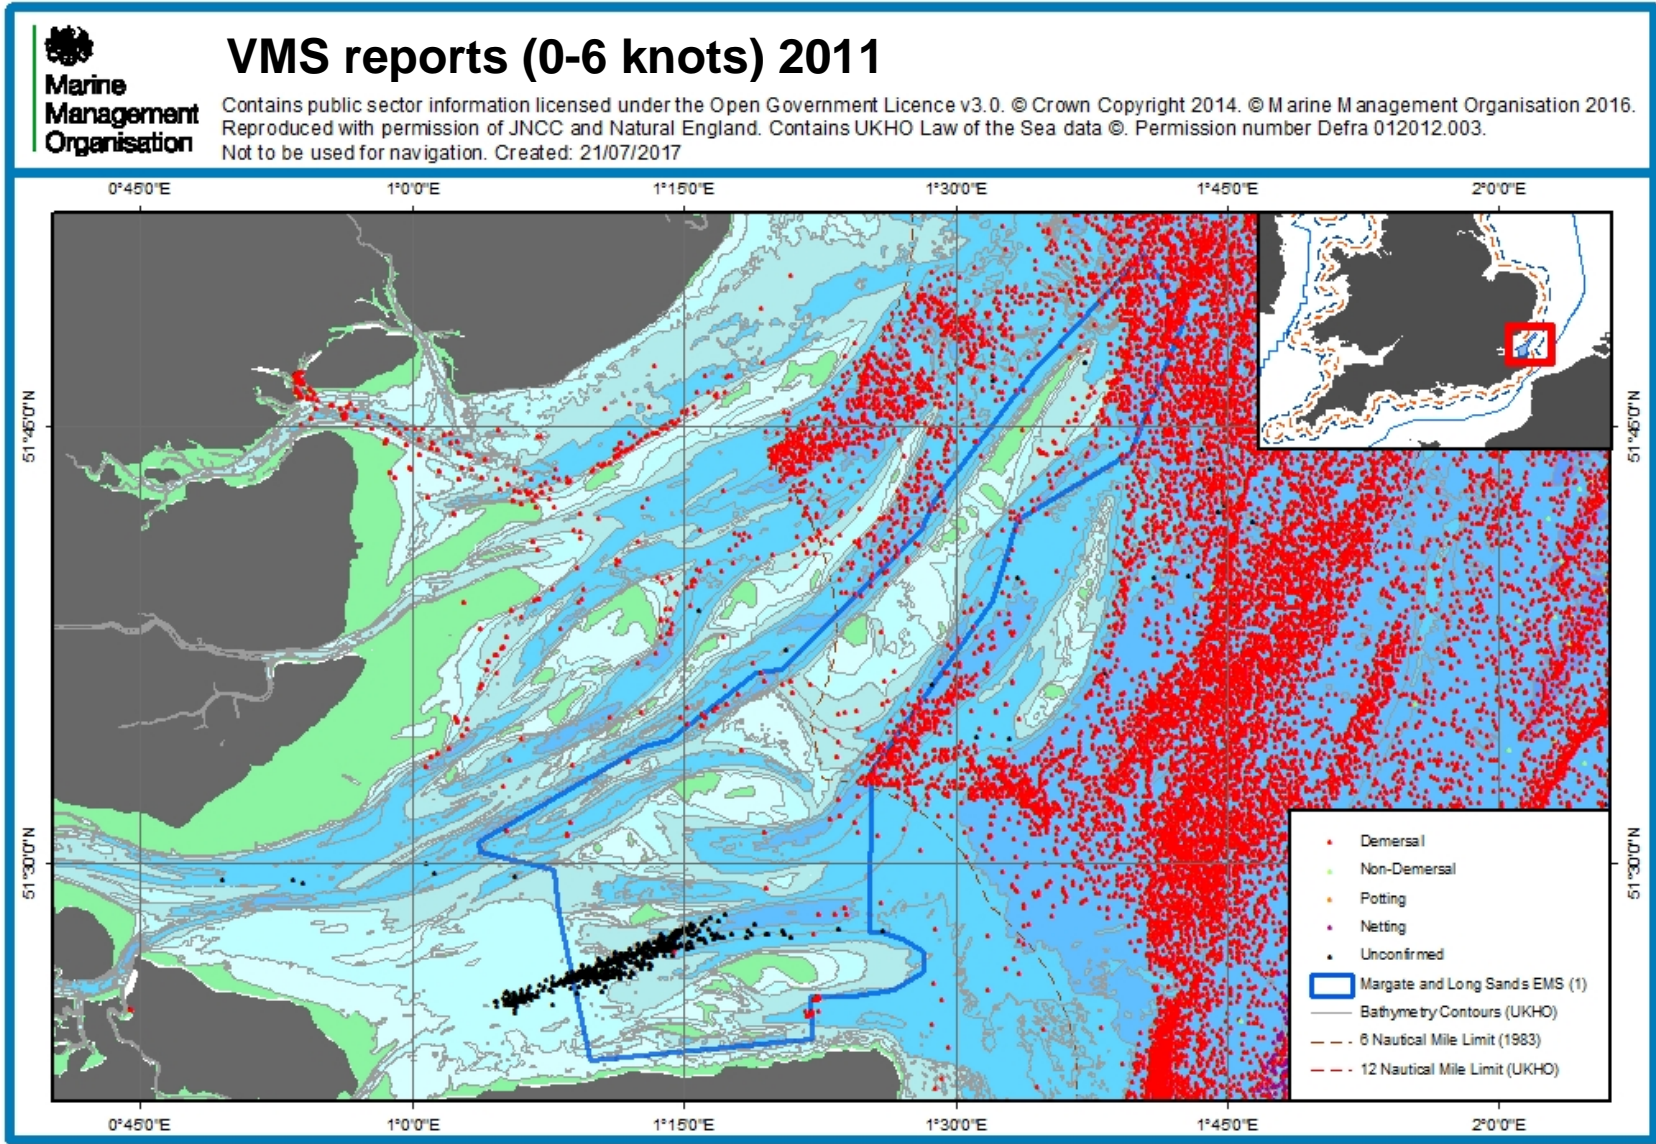 Marine
Management
Organisation
VMS reports (0-6 knots) 2011
Contains public sector information licensed under the Open Government Licence v3.0. © Crown Copyright 2014. © Marine Management Organisation 2016.
Reproduced with permission of JNCC and Natural England. Contains UKHO Law of the Sea data ©. Permission number Defra 012012.003.
Not to be used for navigation. Created: 21/07/2017
0°45'0"E 1°0'0"E 1°15'0"E 1°30'0"E 1°45'0"E 2°0'0"E
51°45'0"N 51°45'0"N
51°30'0"N 51°30'0"N
Demersal
Non-Demersal
Potting
Netting
Unconfirmed
Margate and Long Sands EMS (1)
Bathymetry Contours (UKHO)
6 Nautical Mile Limit (1983)
12 Nautical Mile Limit (UKHO)
0°45'0"E 1°0'0"E 1°15'0"E 1°30'0"E 1°45'0"E 2°0'0"E